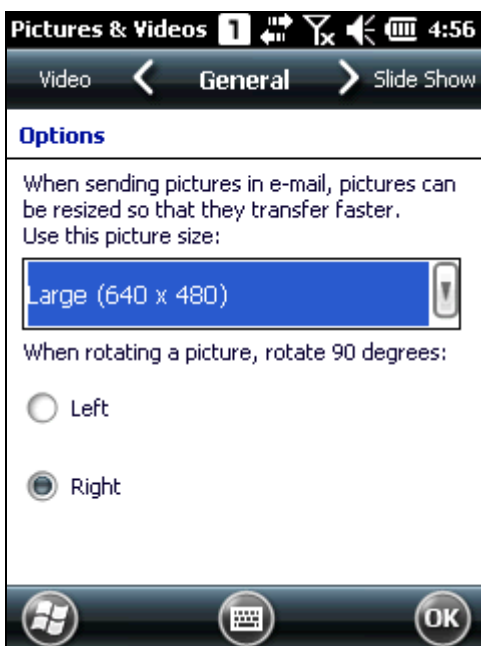 Pictures & Videos 1 4:56
Video General Slide Show
Options
When sending pictures in e-mail, pictures can
be resized so that they transfer faster.
Use this picture size:
Large (640 x 480)
When rotating a picture, rotate 90 degrees:
Left
Right
OK